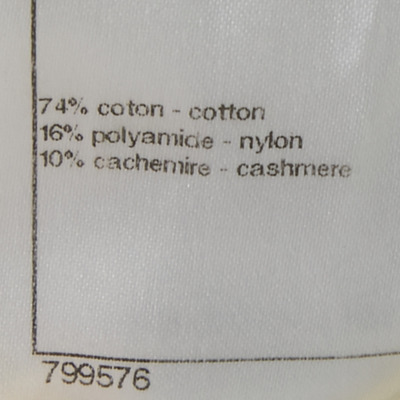 74% coton - cotton
16% polyamide - nylon
10% cachemire - cashmere
799576